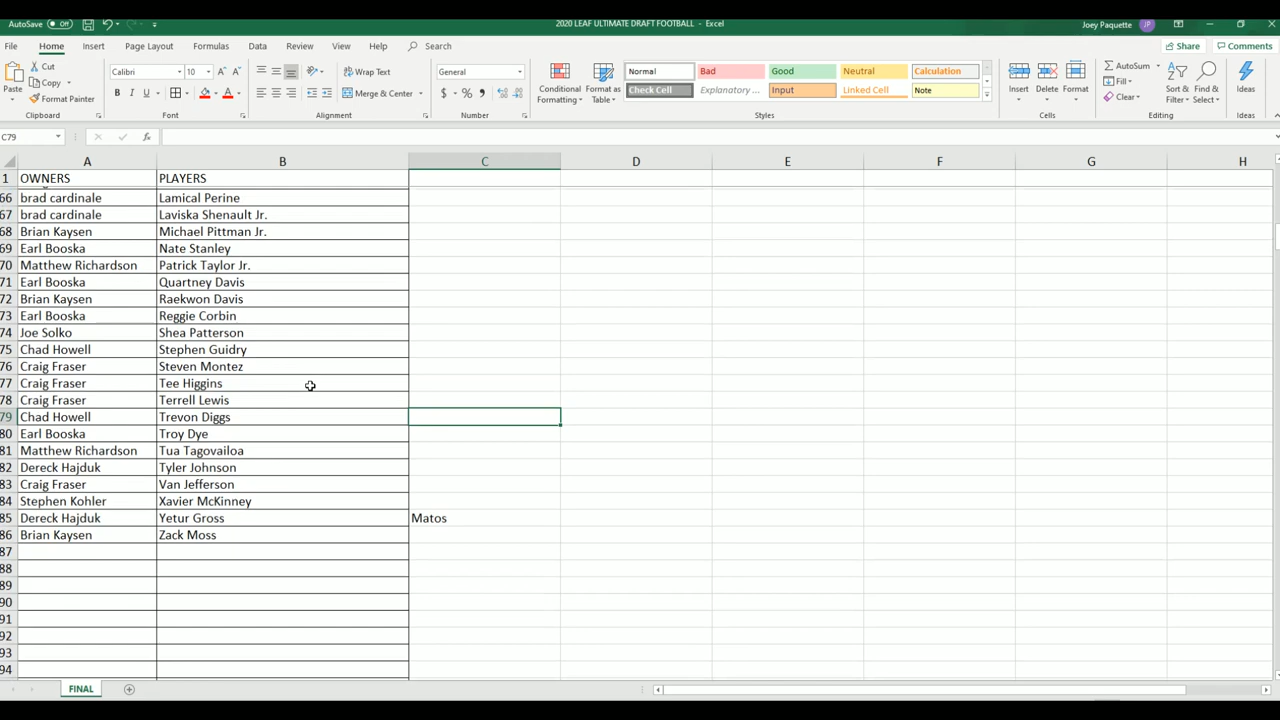 AutoSave Off 2020 LEAF ULTIMATE DRAFT FOOTBALL - Excel Joey Paquette JP
File Home Insert Page Layout Formulas Data Review View Help Search Share Comments
Cut Calibri 10 Wrap Text General Normal Bad Good Neutral Calculation AutoSum
Copy Paste Format Painter B I U Merge & Center $ % Conditional Formatting Format as Table Check Cell Explanatory ... Input Linked Cell Note Insert Delete Format Fill Clear Sort & Filter Find & Select Ideas
Clipboard Font Alignment Number Styles Cells Editing Ideas
C79 fx
A B C D E F G H
1 OWNERS PLAYERS
66 brad cardinale Lamical Perine
67 brad cardinale Laviska Shenault Jr.
68 Brian Kaysen Michael Pittman Jr.
69 Earl Booska Nate Stanley
70 Matthew Richardson Patrick Taylor Jr.
71 Earl Booska Quartney Davis
72 Brian Kaysen Raekwon Davis
73 Earl Booska Reggie Corbin
74 Joe Solko Shea Patterson
75 Chad Howell Stephen Guidry
76 Craig Fraser Steven Montez
77 Craig Fraser Tee Higgins
78 Craig Fraser Terrell Lewis
79 Chad Howell Trevon Diggs
80 Earl Booska Troy Dye
81 Matthew Richardson Tua Tagovailoa
82 Dereck Hajduk Tyler Johnson
83 Craig Fraser Van Jefferson
84 Stephen Kohler Xavier McKinney
85 Dereck Hajduk Yetur Gross Matos
86 Brian Kaysen Zack Moss
87
88
89
90
91
92
93
94
FINAL